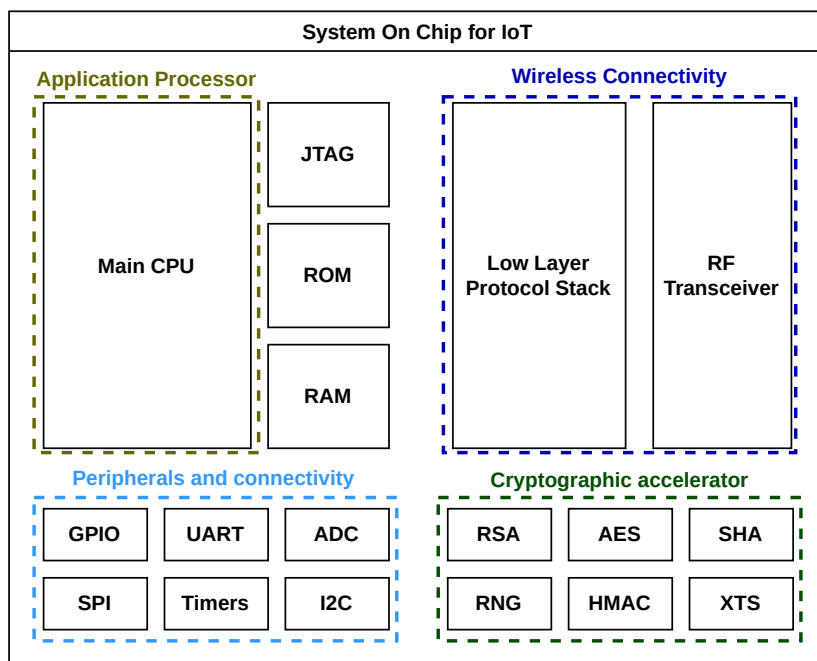 System On Chip for IoT
Application Processor
Wireless Connectivity
Main CPU
JTAG
ROM
RAM
Low Layer
Protocol Stack
RF
Transceiver
Peripherals and connectivity
GPIO
UART
ADC
SPI
Timers
I2C
Cryptographic accelerator
RSA
AES
SHA
RNG
HMAC
XTS